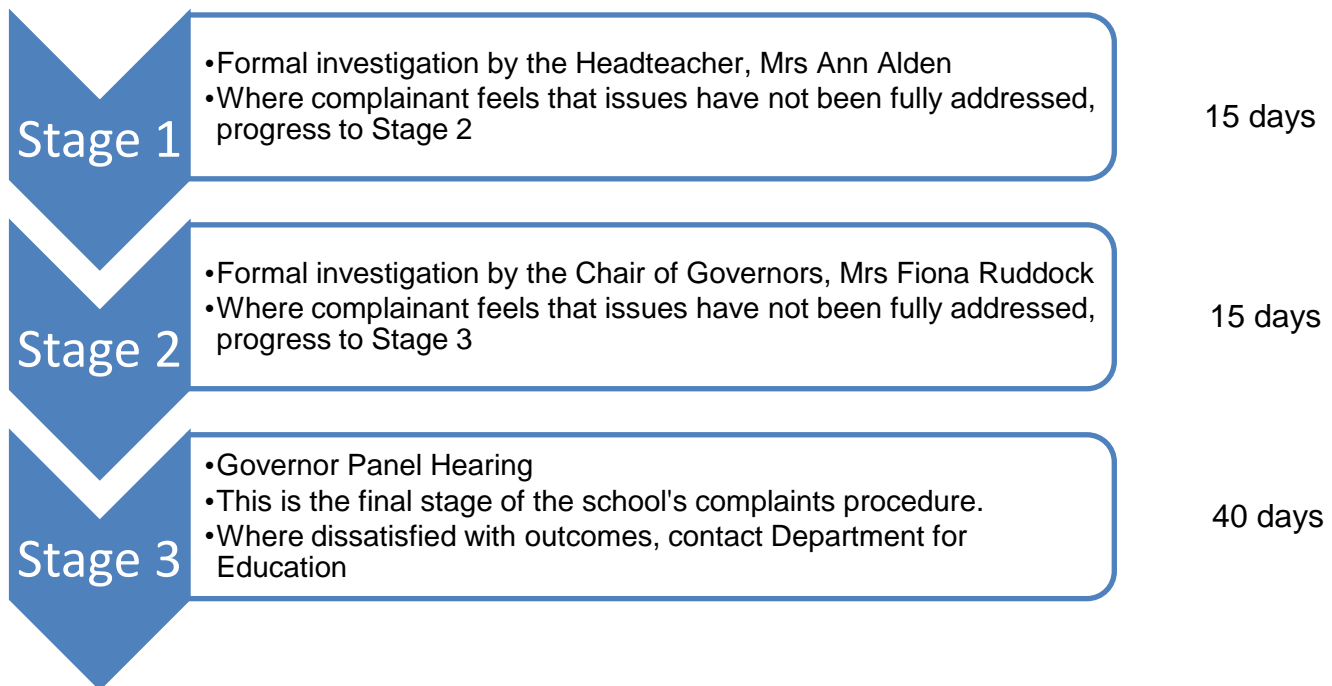 Stage 1
•Formal investigation by the Headteacher, Mrs Ann Alden
•Where complainant feels that issues have not been fully addressed,
progress to Stage 2
15 days
Stage 2
•Formal investigation by the Chair of Governors, Mrs Fiona Ruddock
•Where complainant feels that issues have not been fully addressed,
progress to Stage 3
15 days
Stage 3
•Governor Panel Hearing
•This is the final stage of the school's complaints procedure.
•Where dissatisfied with outcomes, contact Department for
Education
40 days